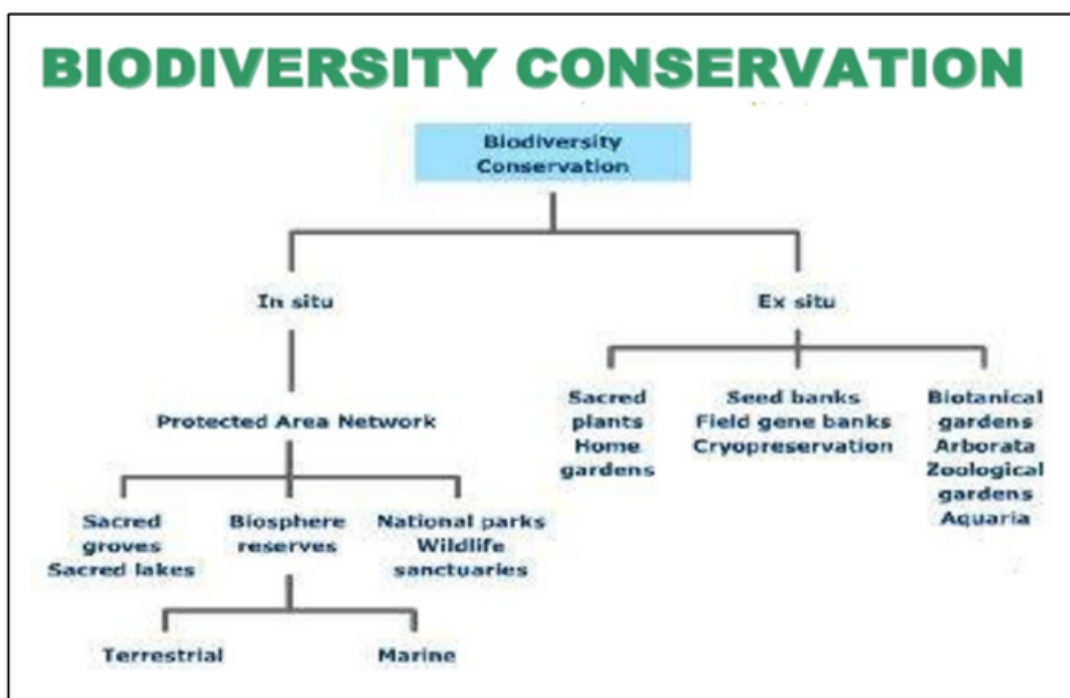 BIODIVERSITY CONSERVATION
Biodiversity
Conservation
In situ
Ex situ
Protected Area Network
Sacred
groves
Sacred lakes
Biosphere
reserves
National parks
Wildlife
sanctuaries
Terrestrial
Marine
Sacred
plants
Home
gardens
Seed banks
Field gene banks
Cryopreservation
Biotanical
gardens
Arborata
Zoological
gardens
Aquaria